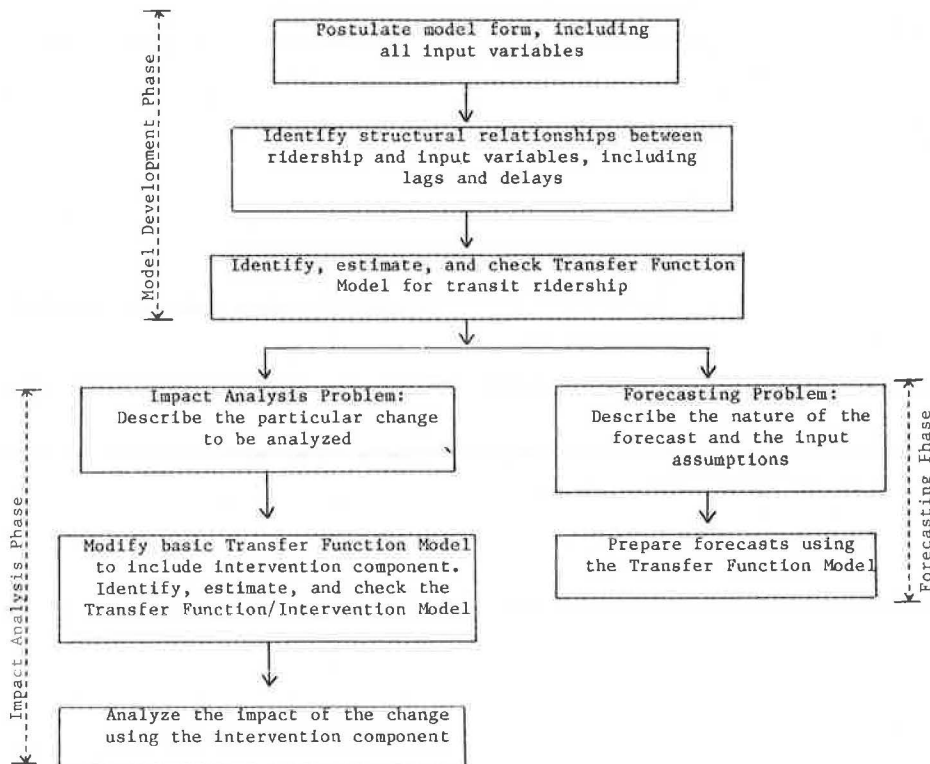 Model Development Phase
Postulate model form, including
all input variables
Identify structural relationships between
ridership and input variables, including
lags and delays
Identify, estimate, and check Transfer Function
Model for transit ridership
Impact Analysis Phase
Impact Analysis Problem:
Describe the particular change
to be analyzed
Modify basic Transfer Function Model
to include intervention component.
Identify, estimate, and check the
Transfer Function/Intervention Model
Analyze the impact of the change
using the intervention component
Forecasting Problem:
Describe the nature of the
forecast and the input
assumptions
Prepare forecasts using
the Transfer Function Model
Forecasting Phase